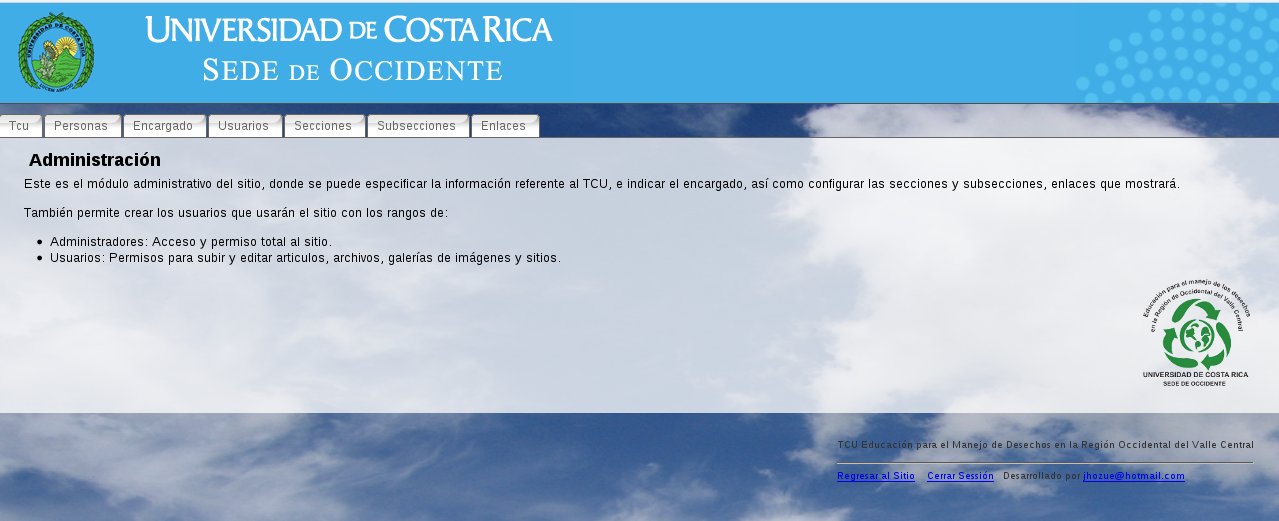 UNIVERSIDAD DE COSTA RICA
SEDE DE OCCIDENTE
Tcu Personas Encargado Usuarios Secciones Subsecciones Enlaces
Administración
Este es el módulo administrativo del sitio, donde se puede especificar la información referente al TCU, e indicar el encargado, así como configurar las secciones y subsecciones, enlaces que mostrará.
También permite crear los usuarios que usarán el sitio con los rangos de:
Administradores: Acceso y permiso total al sitio.
Usuarios: Permisos para subir y editar articulos, archivos, galerías de imágenes y sitios.
Educación para el manejo de los desechos
en la Región de Occidental del Valle Central
UNIVERSIDAD DE COSTA RICA
SEDE DE OCCIDENTE
TCU Educación para el Manejo de Desechos en la Región Occidental del Valle Central
Regresar al Sitio Cerrar Sessión Desarrollado por jhozue@hotmail.com